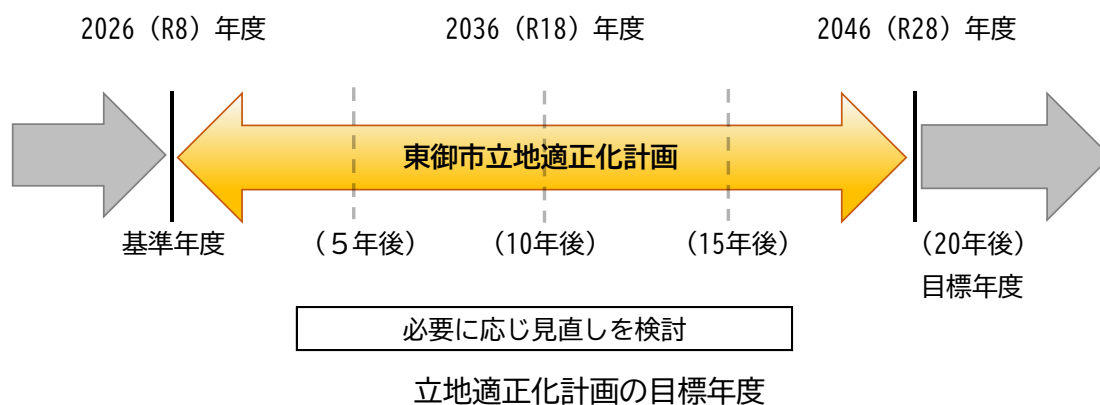 2026（R8）年度
2036（R18）年度
2046（R28）年度
東御市立地適正化計画
基準年度
（５年後）
（10年後）
（15年後）
（20年後）
目標年度
必要に応じ見直しを検討
立地適正化計画の目標年度